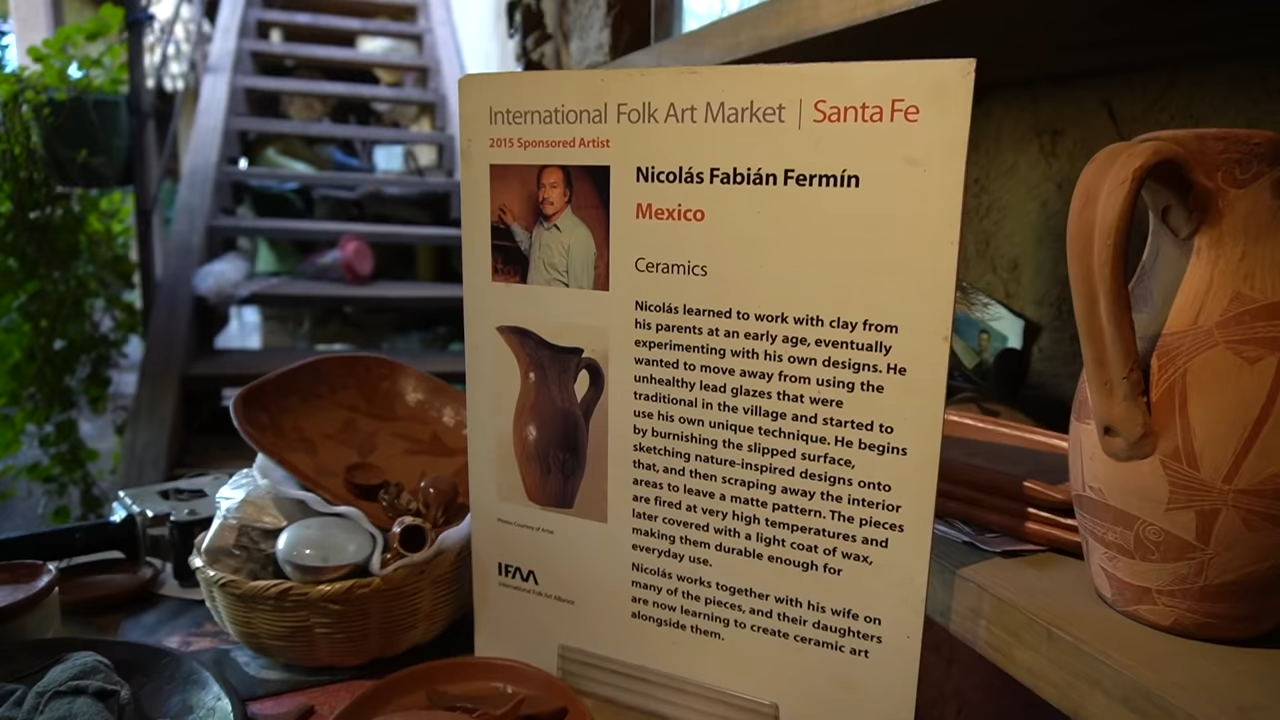 International Folk Art Market | Santa Fe
2015 Sponsored Artist
Nicolás Fabián Fermín
Mexico
Ceramics
Nicolás learned to work with clay from
his parents at an early age, eventually
experimenting with his own designs. He
wanted to move away from using the
unhealthy lead glazes that were
traditional in the village and started to
use his own unique technique. He begins
by burnishing the slipped surface,
sketching nature-inspired designs onto
that, and then scraping away the interior
areas to leave a matte pattern. The pieces
are fired at very high temperatures and
later covered with a light coat of wax,
making them durable enough for
everyday use.
Nicolás works together with his wife on
many of the pieces, and their daughters
are now learning to create ceramic art
alongside them.
Photos Courtesy of Artist
IFAA
International Folk Art Alliance